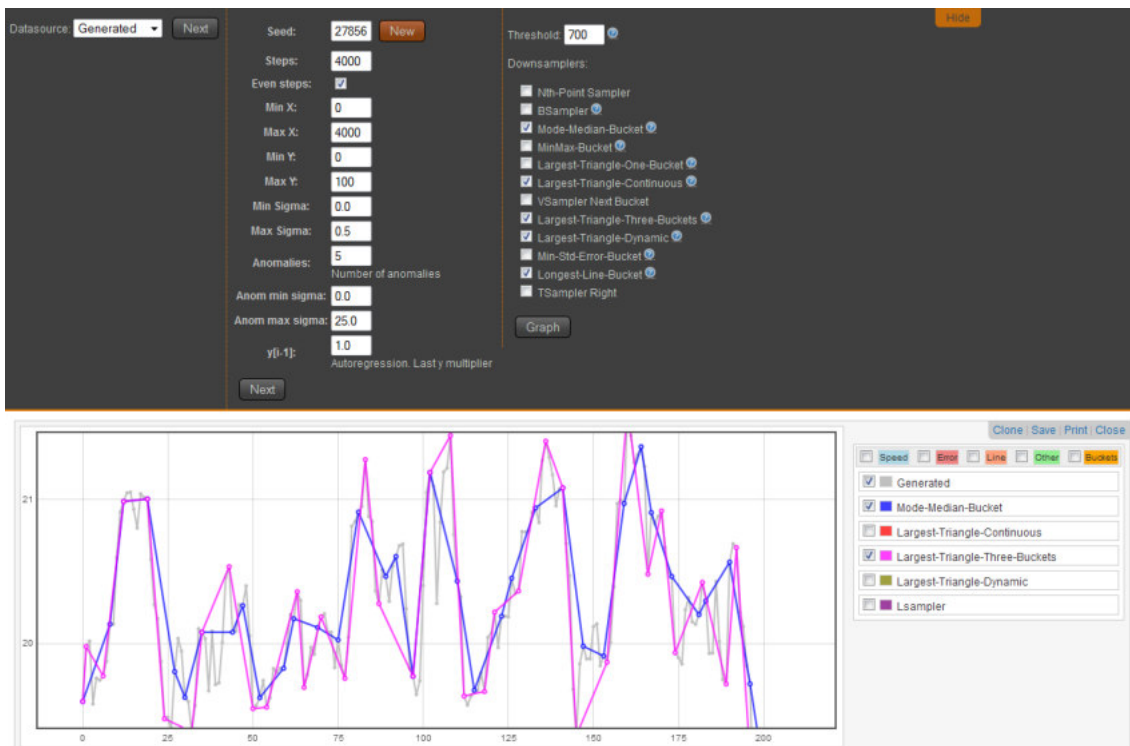 Datasource: Generated Next
Seed: 27856 New
Steps: 4000
Even steps:
Min X: 0
Max X: 4000
Min Y: 0
Max Y: 100
Min Sigma: 0.0
Max Sigma: 0.5
Anomalies: 5
Number of anomalies
Anom min sigma: 0.0
Anom max sigma: 25.0
y[i-1]: 1.0
Autoregression. Last y multiplier
Next
Hide
Threshold: 700
Downsamplers:
Nth-Point Sampler
BSampler
Mode-Median-Bucket
MinMax-Bucket
Largest-Triangle-One-Bucket
Largest-Triangle-Continuous
VSampler Next Bucket
Largest-Triangle-Three-Buckets
Largest-Triangle-Dynamic
Min-Std-Error-Bucket
Longest-Line-Bucket
TSampler Right
Graph
21
20
0 25 50 75 100 125 150 175 200
Clone | Save | Print | Close
Speed Error Line Other Buckets
Generated
Mode-Median-Bucket
Largest-Triangle-Continuous
Largest-Triangle-Three-Buckets
Largest-Triangle-Dynamic
Lsampler